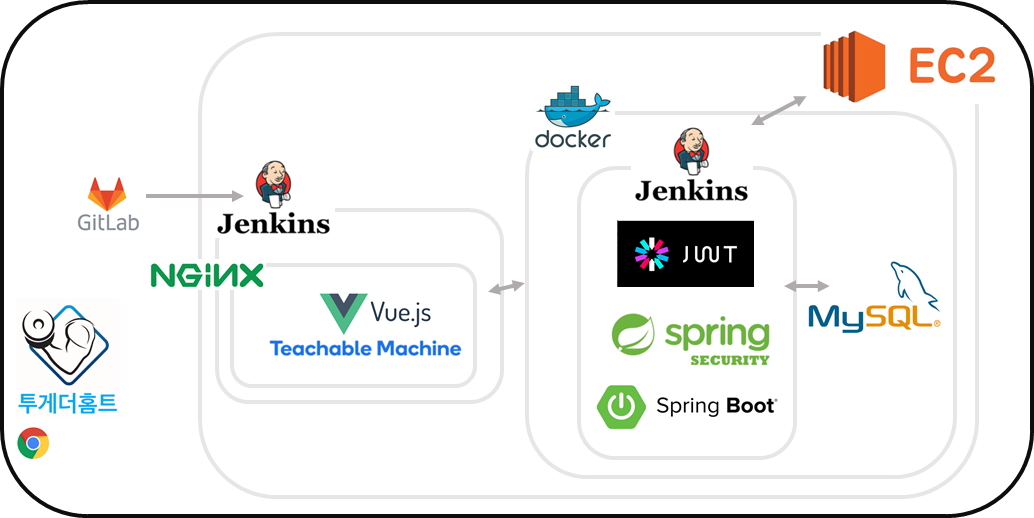 EC2
docker
Jenkins
GitLab
Jenkins
JWT
NGINX
Vue.js
Teachable Machine
MySQL®
spring
SECURITY
투게더홈트
Spring Boot®